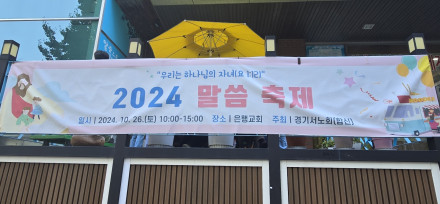 "우리는 하나님의 자녀(요 1:12)"
2024 말씀 축제
일시 | 2024. 10. 26.(토) 10:00-15:00 장소 | 은행교회 주최 | 경기서노회(합신)